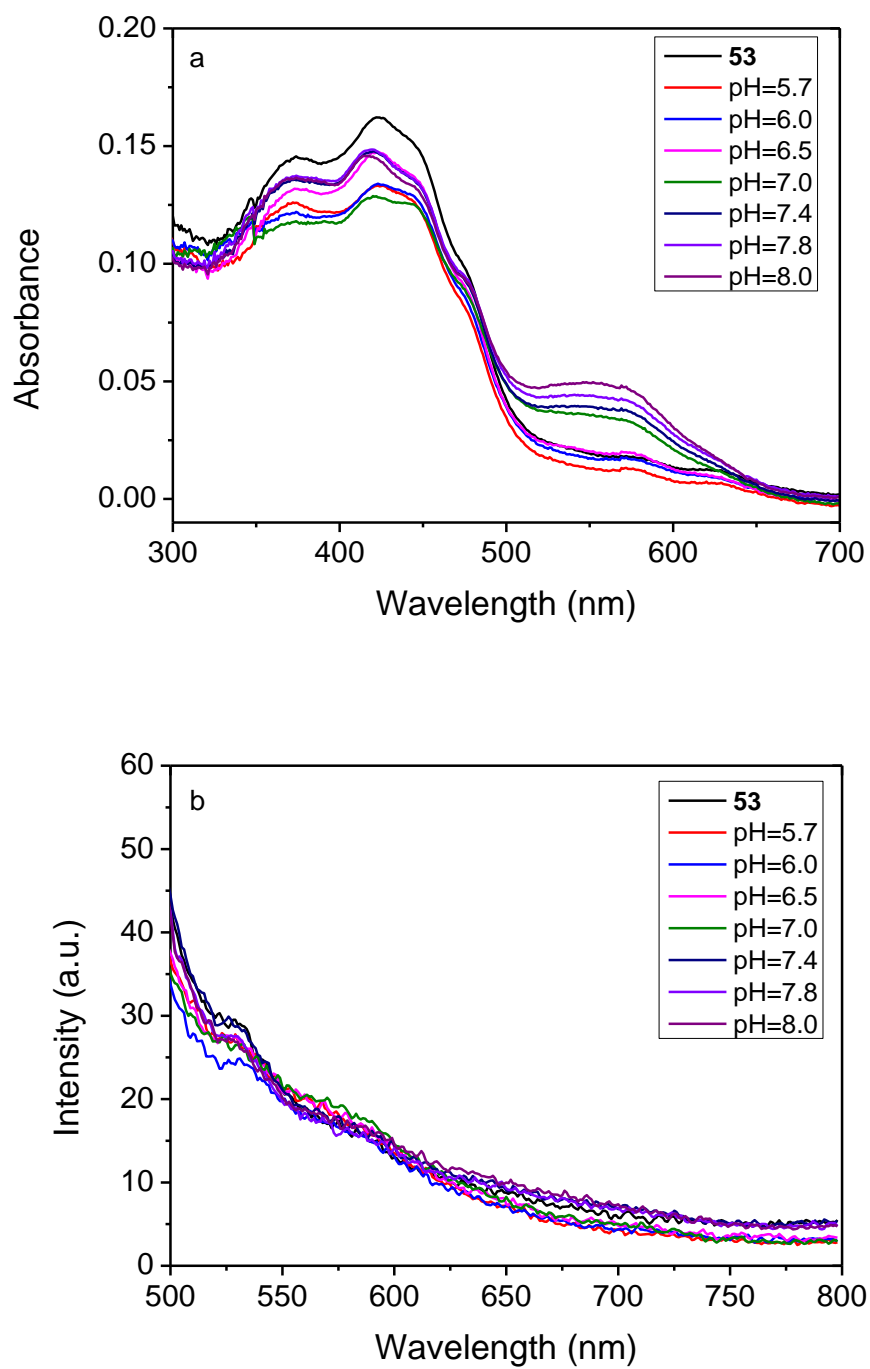 a
0.20
0.15
0.10
0.05
0.00
Absorbance
53
pH=5.7
pH=6.0
pH=6.5
pH=7.0
pH=7.4
pH=7.8
pH=8.0
300 400 500 600 700
Wavelength (nm)
b
60
50
40
30
20
10
0
Intensity (a.u.)
53
pH=5.7
pH=6.0
pH=6.5
pH=7.0
pH=7.4
pH=7.8
pH=8.0
500 550 600 650 700 750 800
Wavelength (nm)